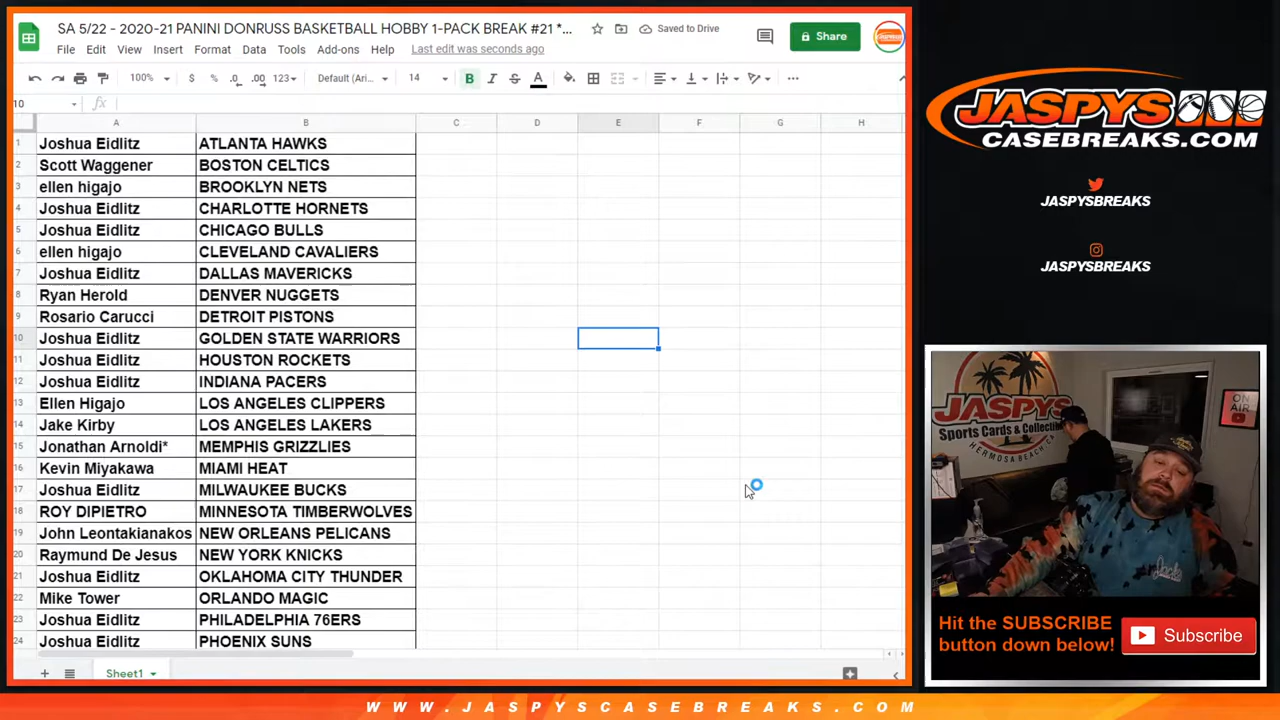 SA 5/22 - 2020-21 PANINI DONRUSS BASKETBALL HOBBY 1-PACK BREAK #21 *...
Saved to Drive
Share
File Edit View Insert Format Data Tools Add-ons Help Last edit was seconds ago
100% $ % .0 .00 123 Default (Ari... 14 B I S A ...
10 fx
A B C D E F G H
1 Joshua Eidlitz ATLANTA HAWKS
2 Scott Waggener BOSTON CELTICS
3 ellen higajo BROOKLYN NETS
4 Joshua Eidlitz CHARLOTTE HORNETS
5 Joshua Eidlitz CHICAGO BULLS
6 ellen higajo CLEVELAND CAVALIERS
7 Joshua Eidlitz DALLAS MAVERICKS
8 Ryan Herold DENVER NUGGETS
9 Rosario Carucci DETROIT PISTONS
10 Joshua Eidlitz GOLDEN STATE WARRIORS
11 Joshua Eidlitz HOUSTON ROCKETS
12 Joshua Eidlitz INDIANA PACERS
13 Ellen Higajo LOS ANGELES CLIPPERS
14 Jake Kirby LOS ANGELES LAKERS
15 Jonathan Arnoldi* MEMPHIS GRIZZLIES
16 Kevin Miyakawa MIAMI HEAT
17 Joshua Eidlitz MILWAUKEE BUCKS
18 ROY DIPIETRO MINNESOTA TIMBERWOLVES
19 John Leontakianakos NEW ORLEANS PELICANS
20 Raymund De Jesus NEW YORK KNICKS
21 Joshua Eidlitz OKLAHOMA CITY THUNDER
22 Mike Tower ORLANDO MAGIC
23 Joshua Eidlitz PHILADELPHIA 76ERS
24 Joshua Eidlitz PHOENIX SUNS
Sheet1
JASPYS
CASEBREAKS.COM
JASPYSBREAKS
JASPYSBREAKS
JASPYS
Sports Cards & Collectib
HERMOSA BEACH CA
ON
AIR
Hit the SUBSCRIBE
button down below!
Subscribe
WWW.JASPYSCASEBREAKS.COM